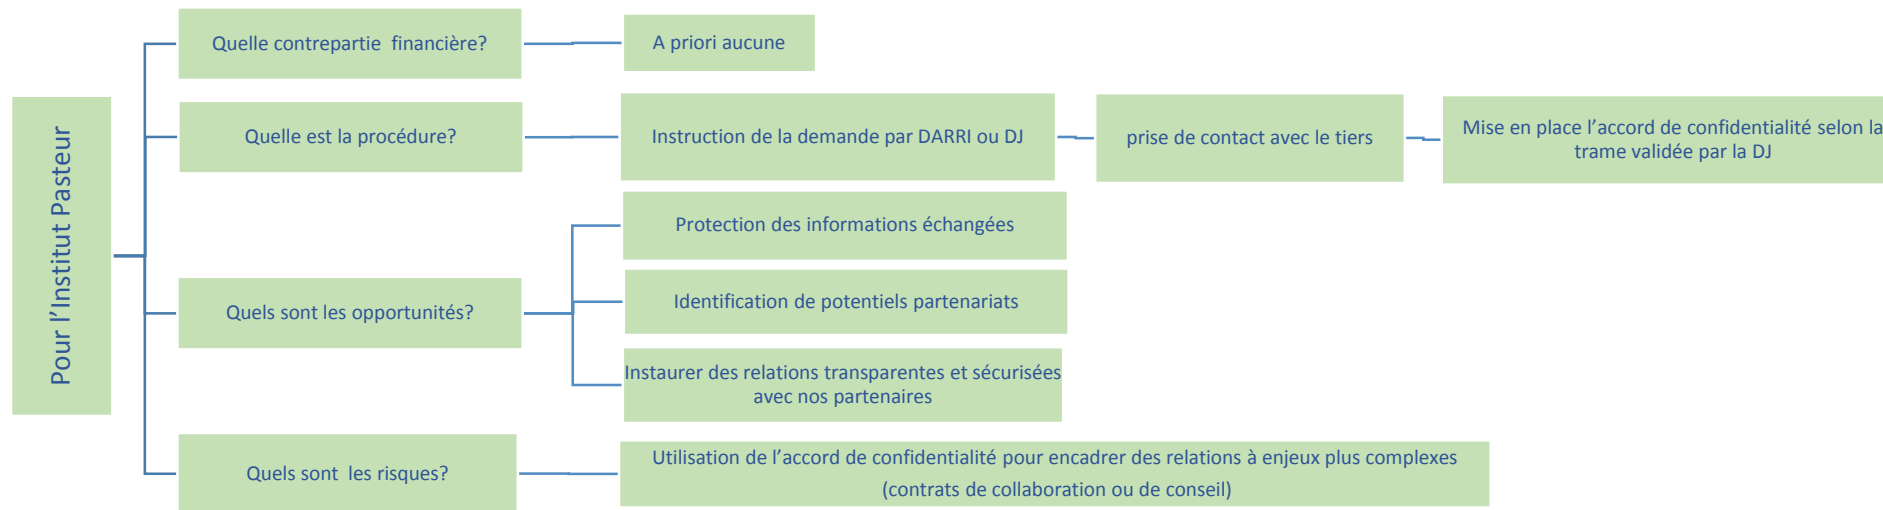 Pour l'Institut Pasteur
Quelle contrepartie financière?
A priori aucune
Quelle est la procédure?
Instruction de la demande par DARRI ou DJ
prise de contact avec le tiers
Mise en place l'accord de confidentialité selon la
trame validée par la DJ
Quels sont les opportunités?
Protection des informations échangées
Identification de potentiels partenariats
Instaurer des relations transparentes et sécurisées
avec nos partenaires
Quels sont les risques?
Utilisation de l'accord de confidentialité pour encadrer des relations à enjeux plus complexes
(contrats de collaboration ou de conseil)